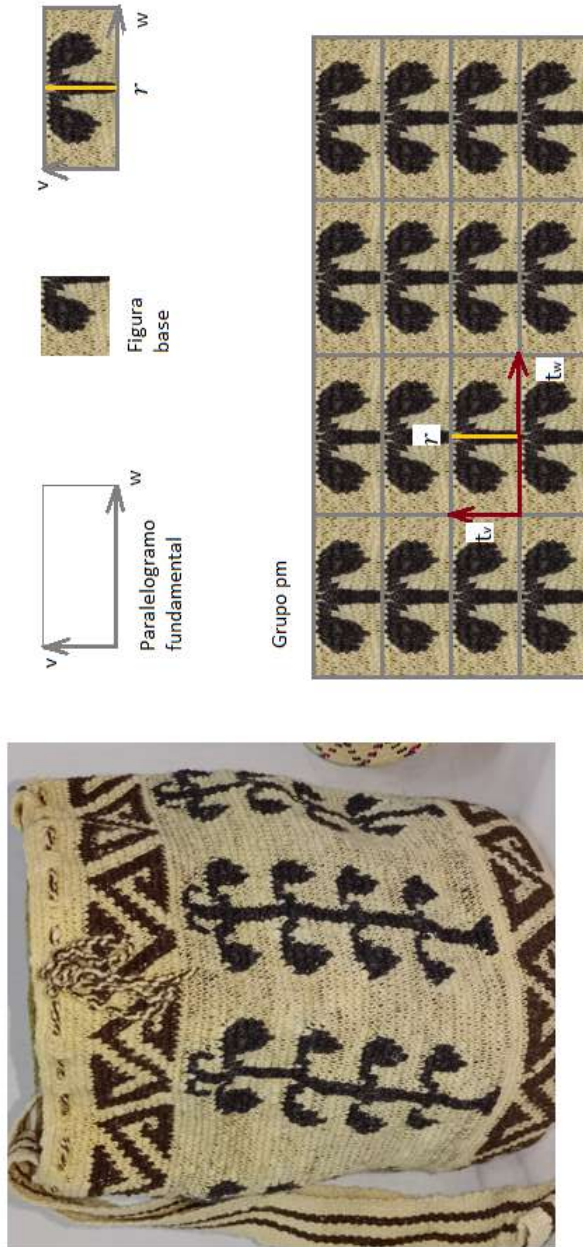 v
w
Paralelogramo
fundamental
Figura
base
v
r
w
Grupo pm
r
tv
tw